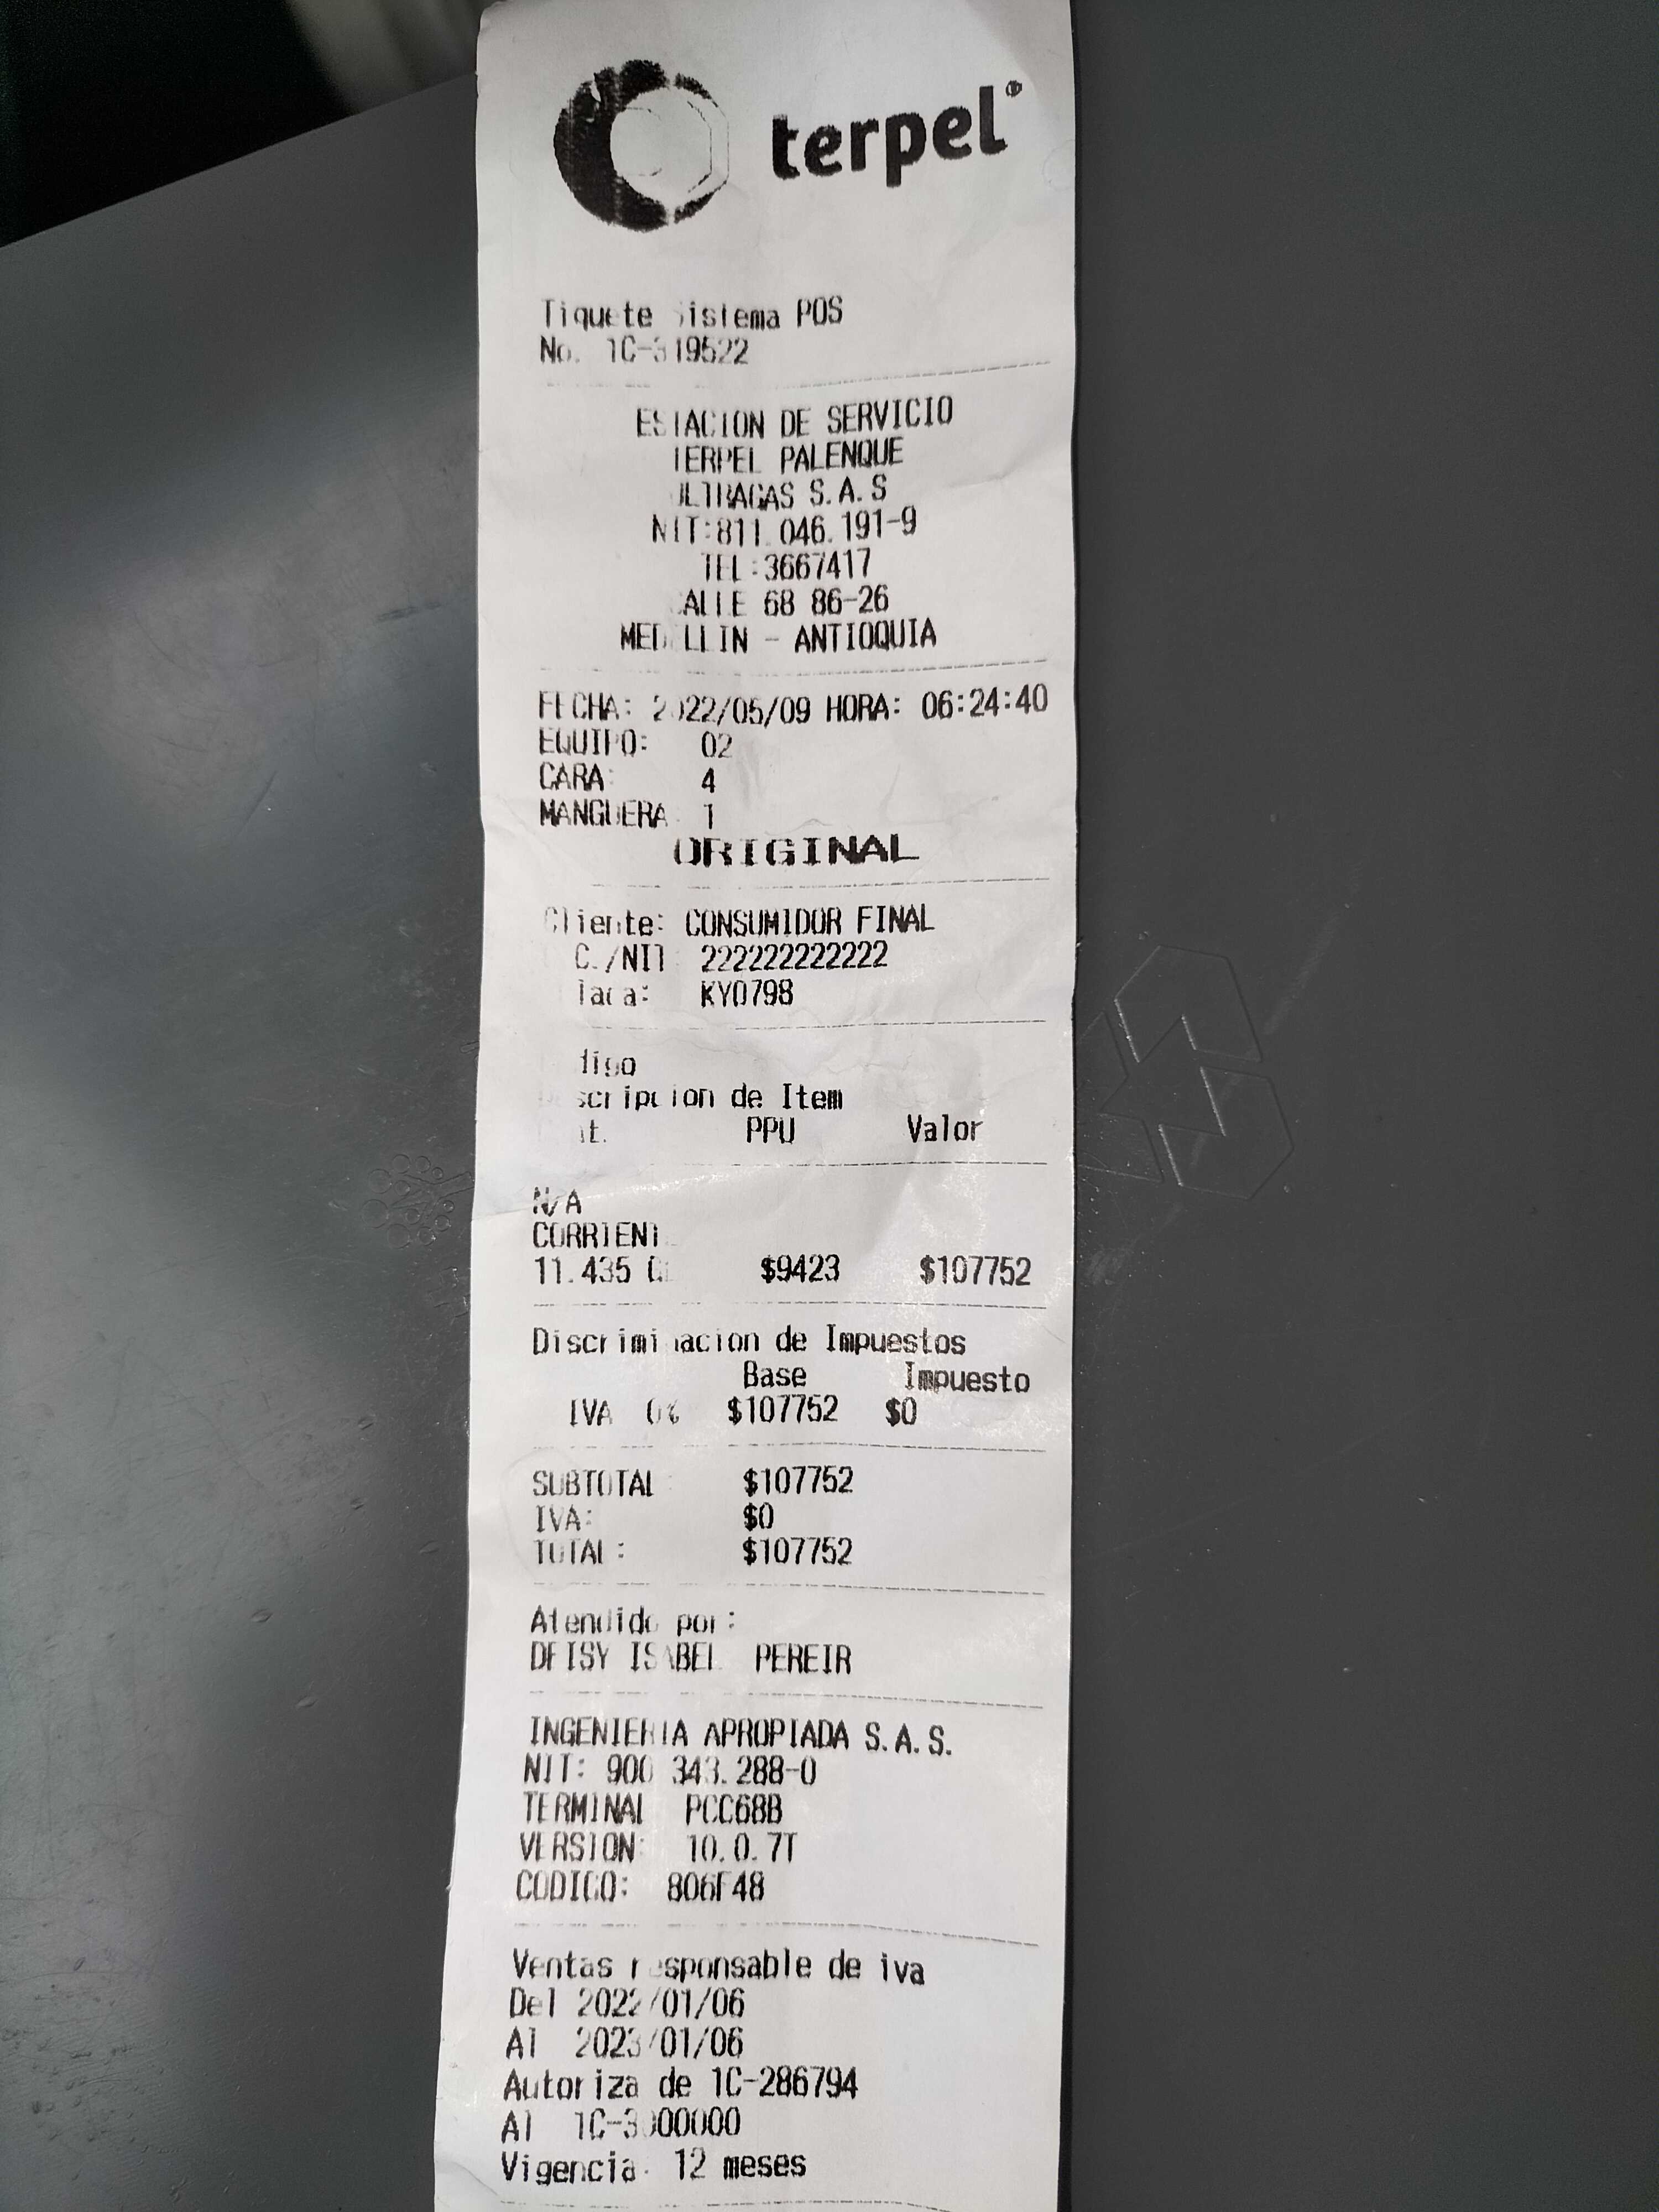 terpel
Tiquete Sistema POS
No. 1C-319522
ESTACION DE SERVICIO
TERPEL PALENQUE
ULTRAGAS S.A.S
NIT:811.046.191-9
TEL:3667417
CALLE 68 86-26
MEDELLIN - ANTIOQUIA
FECHA: 2022/05/09 HORA: 06:24:40
EQUIPO: 02
CARA: 4
MANGUERA: 1
ORIGINAL
Cliente: CONSUMIDOR FINAL
C./NIT: 222222222222
Placa: KYO798
Codigo
Descripcion de Item
Cant. PPU Valor
N/A
CORRIENTE
11.435 GL $9423 $107752
Discriminacion de Impuestos
Base Impuesto
IVA 0% $107752 $0
SUBTOTAL: $107752
IVA: $0
TOTAL: $107752
Atendido por:
DEISY ISABEL PEREIR
INGENIERIA APROPIADA S.A.S.
NIT: 900.343.288-0
TERMINAL: PCC68B
VERSION: 10.0.7T
CODIGO: 806F48
Ventas responsable de iva
Del 2022/01/06
Al 2023/01/06
Autoriza de 1C-286794
Al 1C-3000000
Vigencia: 12 meses